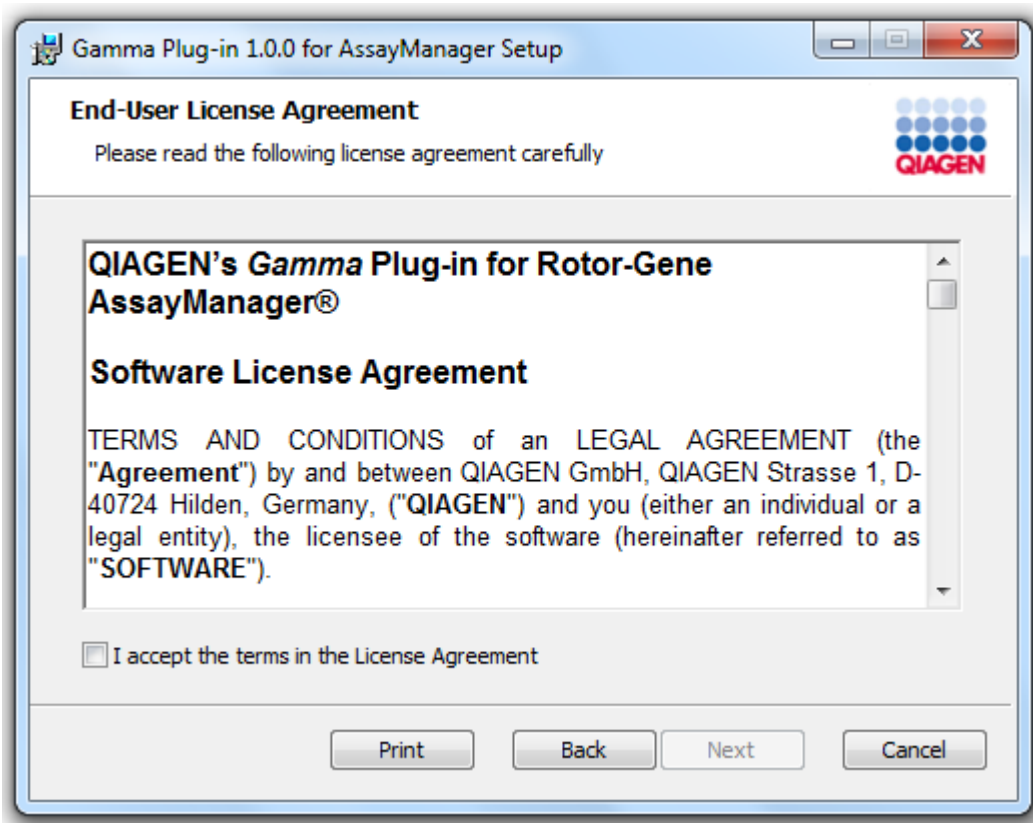 Gamma Plug-in 1.0.0 for AssayManager Setup
End-User License Agreement
Please read the following license agreement carefully
QIAGEN
QIAGEN's Gamma Plug-in for Rotor-Gene
AssayManager®
Software License Agreement
TERMS AND CONDITIONS of an LEGAL AGREEMENT (the
"Agreement") by and between QIAGEN GmbH, QIAGEN Strasse 1, D-
40724 Hilden, Germany, ("QIAGEN") and you (either an individual or a
legal entity), the licensee of the software (hereinafter referred to as
"SOFTWARE").
I accept the terms in the License Agreement
Print Back Next Cancel